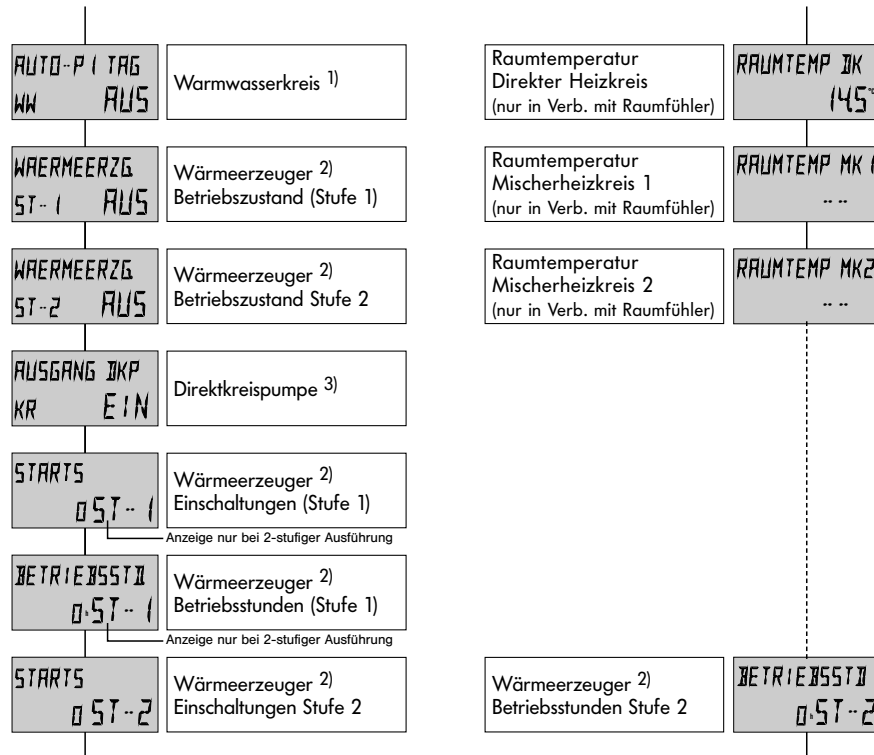 AUTO-P1 TAG
WW AUS
Warmwasserkreis 1)
WAERMEERZG
ST-1 AUS
Wärmeerzeuger 2)
Betriebszustand (Stufe 1)
WAERMEERZG
ST-2 AUS
Wärmeerzeuger 2)
Betriebszustand Stufe 2
AUSGANG DKP
KR EIN
Direktkreispumpe 3)
STARTS
0 ST-1
Wärmeerzeuger 2)
Einschaltungen (Stufe 1)
Anzeige nur bei 2-stufiger Ausführung
BETRIEBSSTD
0.ST-1
Wärmeerzeuger 2)
Betriebsstunden (Stufe 1)
Anzeige nur bei 2-stufiger Ausführung
STARTS
0 ST-2
Wärmeerzeuger 2)
Einschaltungen Stufe 2
Raumtemperatur
Direkter Heizkreis
(nur in Verb. mit Raumfühler)
RAUMTEMP DK
14.5°
Raumtemperatur
Mischerheizkreis 1
(nur in Verb. mit Raumfühler)
RAUMTEMP MK1
-- --
Raumtemperatur
Mischerheizkreis 2
(nur in Verb. mit Raumfühler)
RAUMTEMP MK2
-- --
Wärmeerzeuger 2)
Betriebsstunden Stufe 2
BETRIEBSSTD
0.ST-2